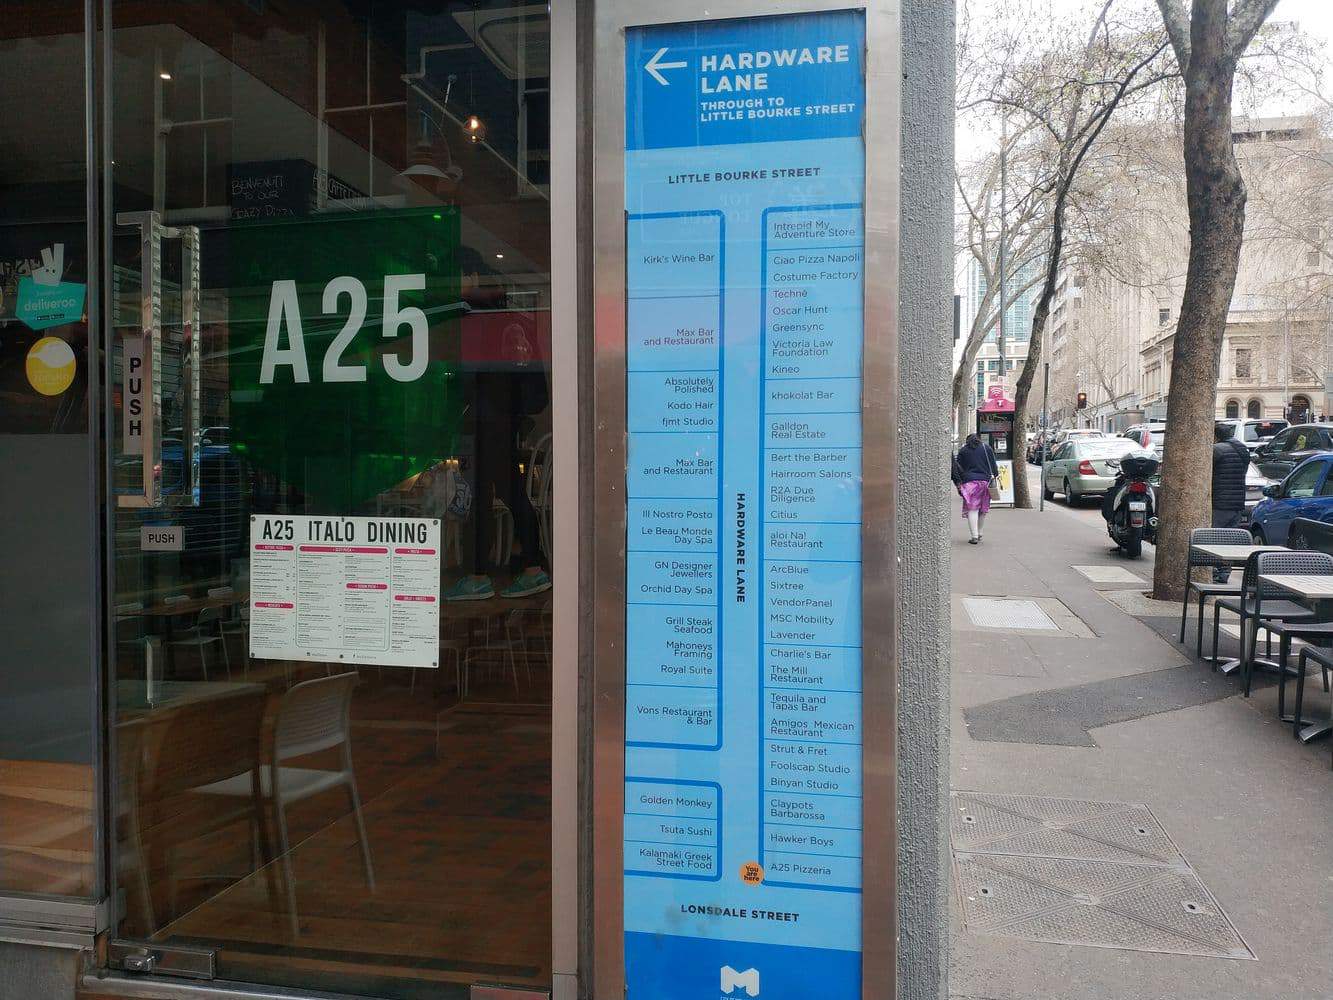 BENVENUTI
TO OUR
CRAZY PIZZA
deliveroo
A25
PUSH
PUSH
A25 ITALO DINING
HARDWARE
LANE
THROUGH TO
LITTLE BOURKE STREET
LITTLE BOURKE STREET
Kirk's Wine Bar
Max Bar
and Restaurant
Absolutely
Polished
Kodo Hair
fjmt Studio
Max Bar
and Restaurant
Ill Nostro Posto
Le Beau Monde
Day Spa
GN Designer
Jewellers
Orchid Day Spa
Grill Steak
Seafood
Mahoneys
Framing
Royal Suite
Vons Restaurant
& Bar
Golden Monkey
Tsuta Sushi
Kalamaki Greek
Street Food
HARDWARE LANE
Intrepid My
Adventure Store
Ciao Pizza Napoli
Costume Factory
Technē
Oscar Hunt
Greensync
Victoria Law
Foundation
Kineo
khokolat Bar
Galldon
Real Estate
Bert the Barber
Hairroom Salons
R2A Due
Diligence
Citius
aloi Na!
Restaurant
ArcBlue
Sixtree
VendorPanel
MSC Mobility
Lavender
Charlie's Bar
The Mill
Restaurant
Tequila and
Tapas Bar
Amigos Mexican
Restaurant
Strut & Fret
Foolscap Studio
Binyan Studio
Claypots
Barbarossa
Hawker Boys
A25 Pizzeria
You
are
here
LONSDALE STREET